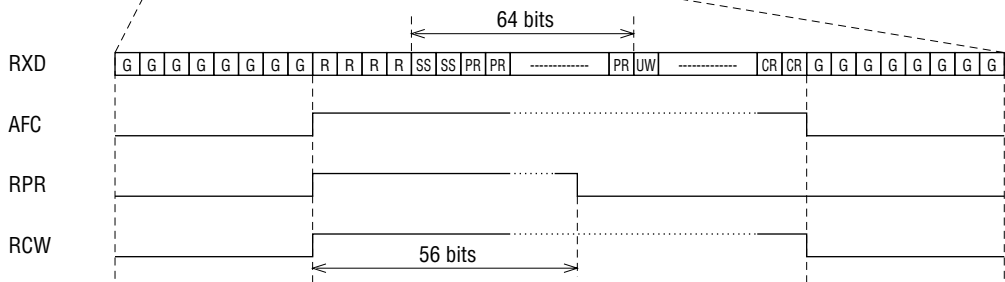 64 bits
RXD G G G G G G G G R R R R SS SS PR PR ------------- PR UW ------------- CR CR G G G G G G G G
AFC
RPR
RCW
56 bits